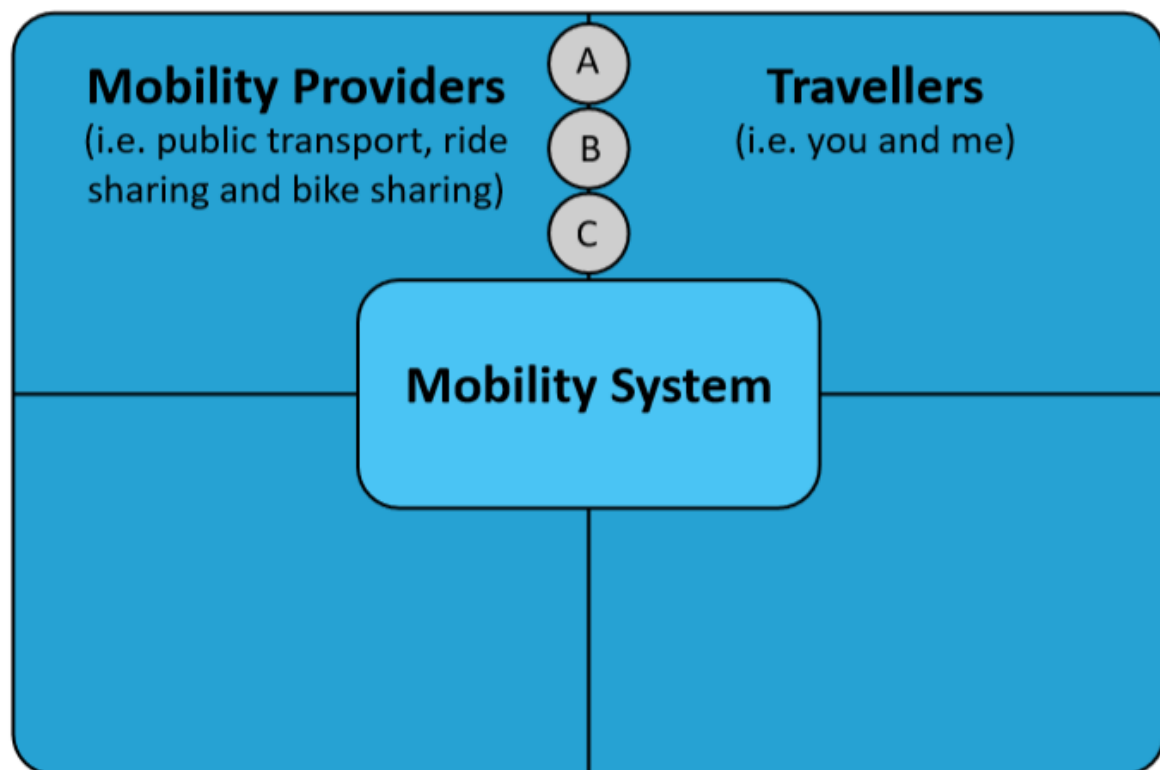 Mobility Providers
(i.e. public transport, ride
sharing and bike sharing)
A
B
C
Travellers
(i.e. you and me)
Mobility System